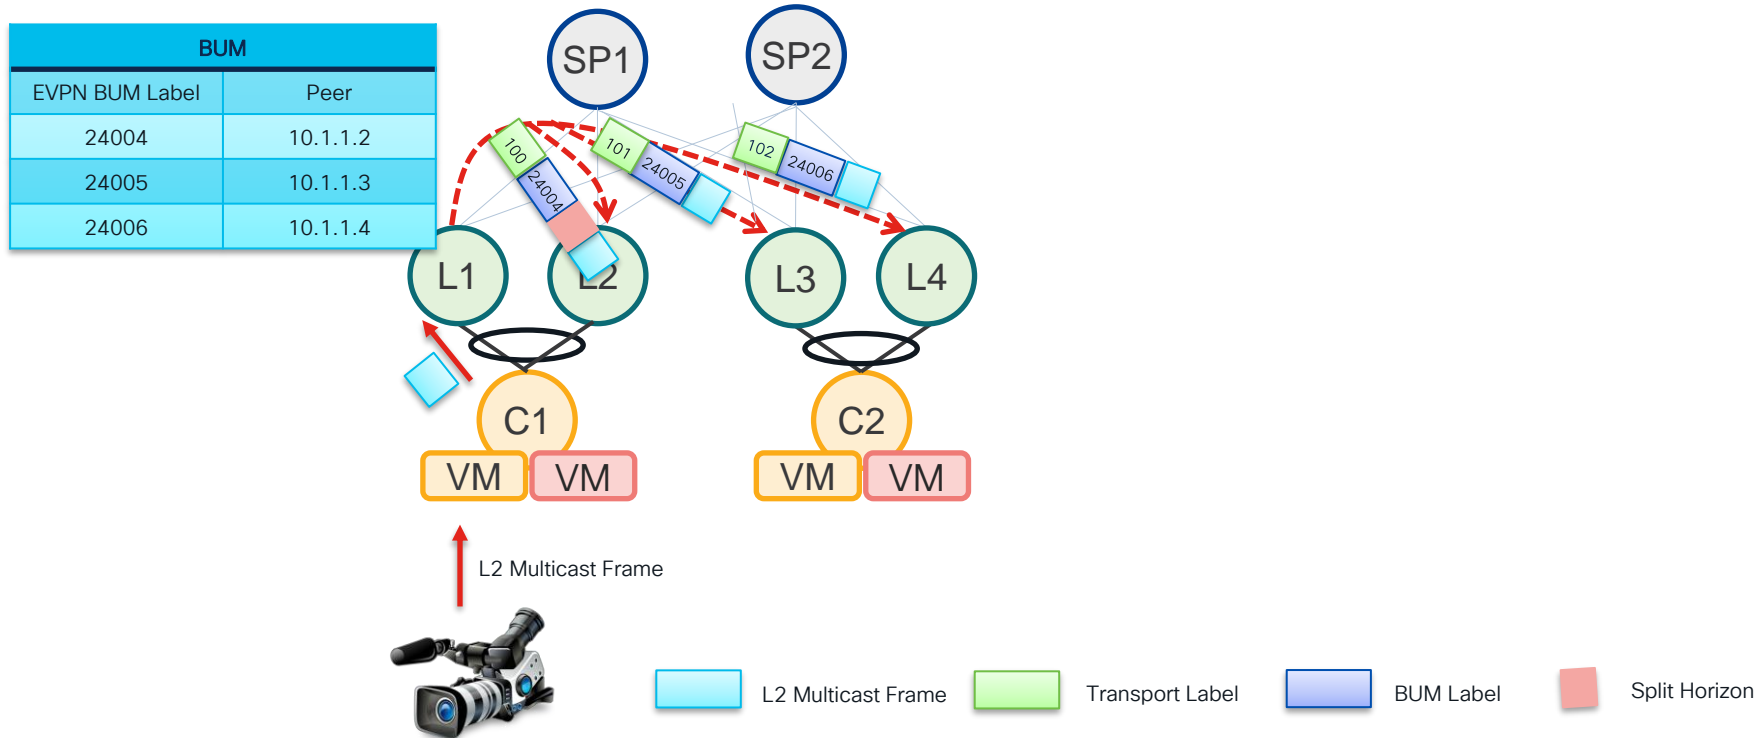 BUM
EVPN BUM Label Peer
24004 10.1.1.2
24005 10.1.1.3
24006 10.1.1.4
SP1 SP2
100 24004
101 24005
102 24006
L1 L2 L3 L4
C1 C2
VM VM VM VM
L2 Multicast Frame
L2 Multicast Frame Transport Label BUM Label Split Horizon